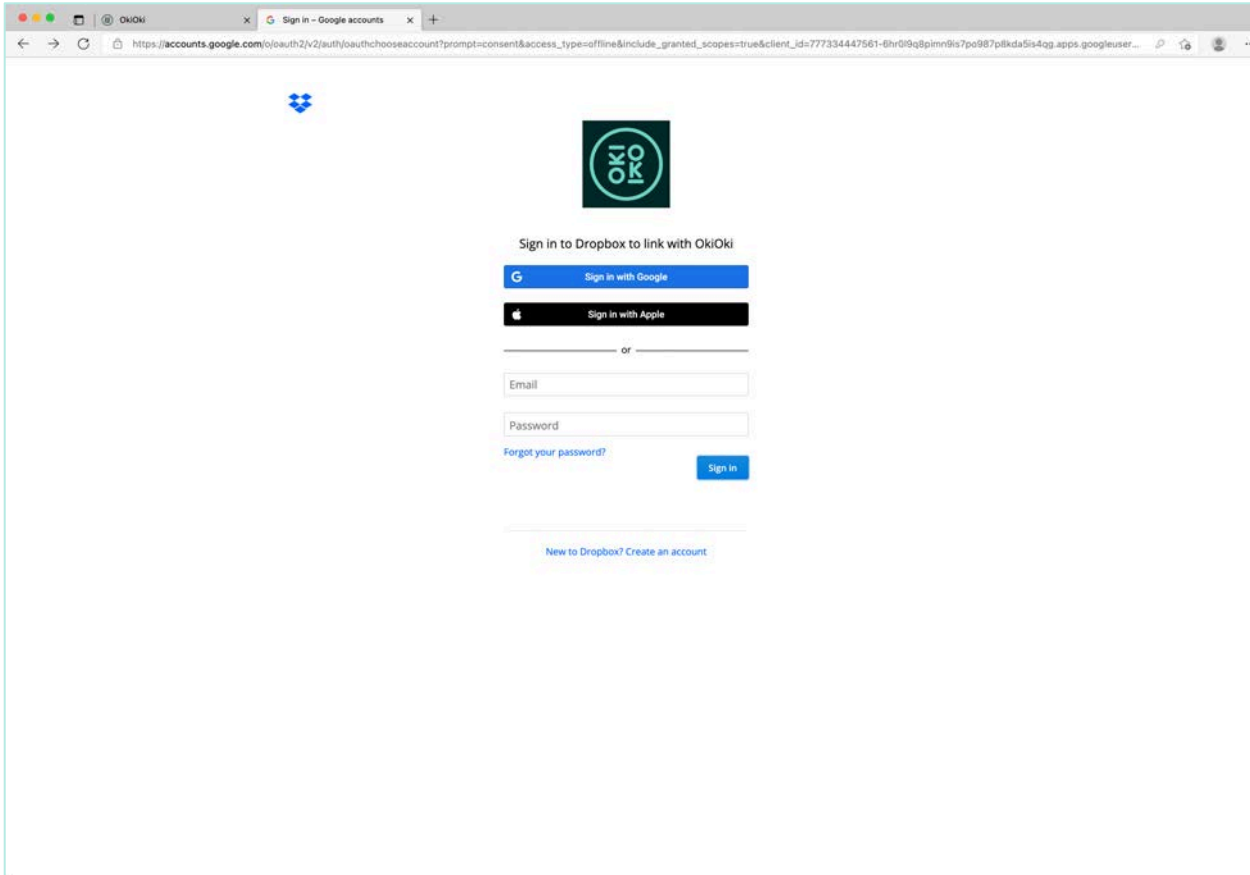 OkiOki
Sign in – Google accounts
https://accounts.google.com/o/oauth2/v2/auth/oauthchooseaccount?prompt=consent&access_type=offline&include_granted_scopes=true&client_id=777334447561-6hr0l9q8pimn9is7po987p8kda5is4qg.apps.googleuser...
OKI
OKI
Sign in to Dropbox to link with OkiOki
G Sign in with Google
Sign in with Apple
or
Email
Password
Forgot your password?
Sign in
New to Dropbox? Create an account